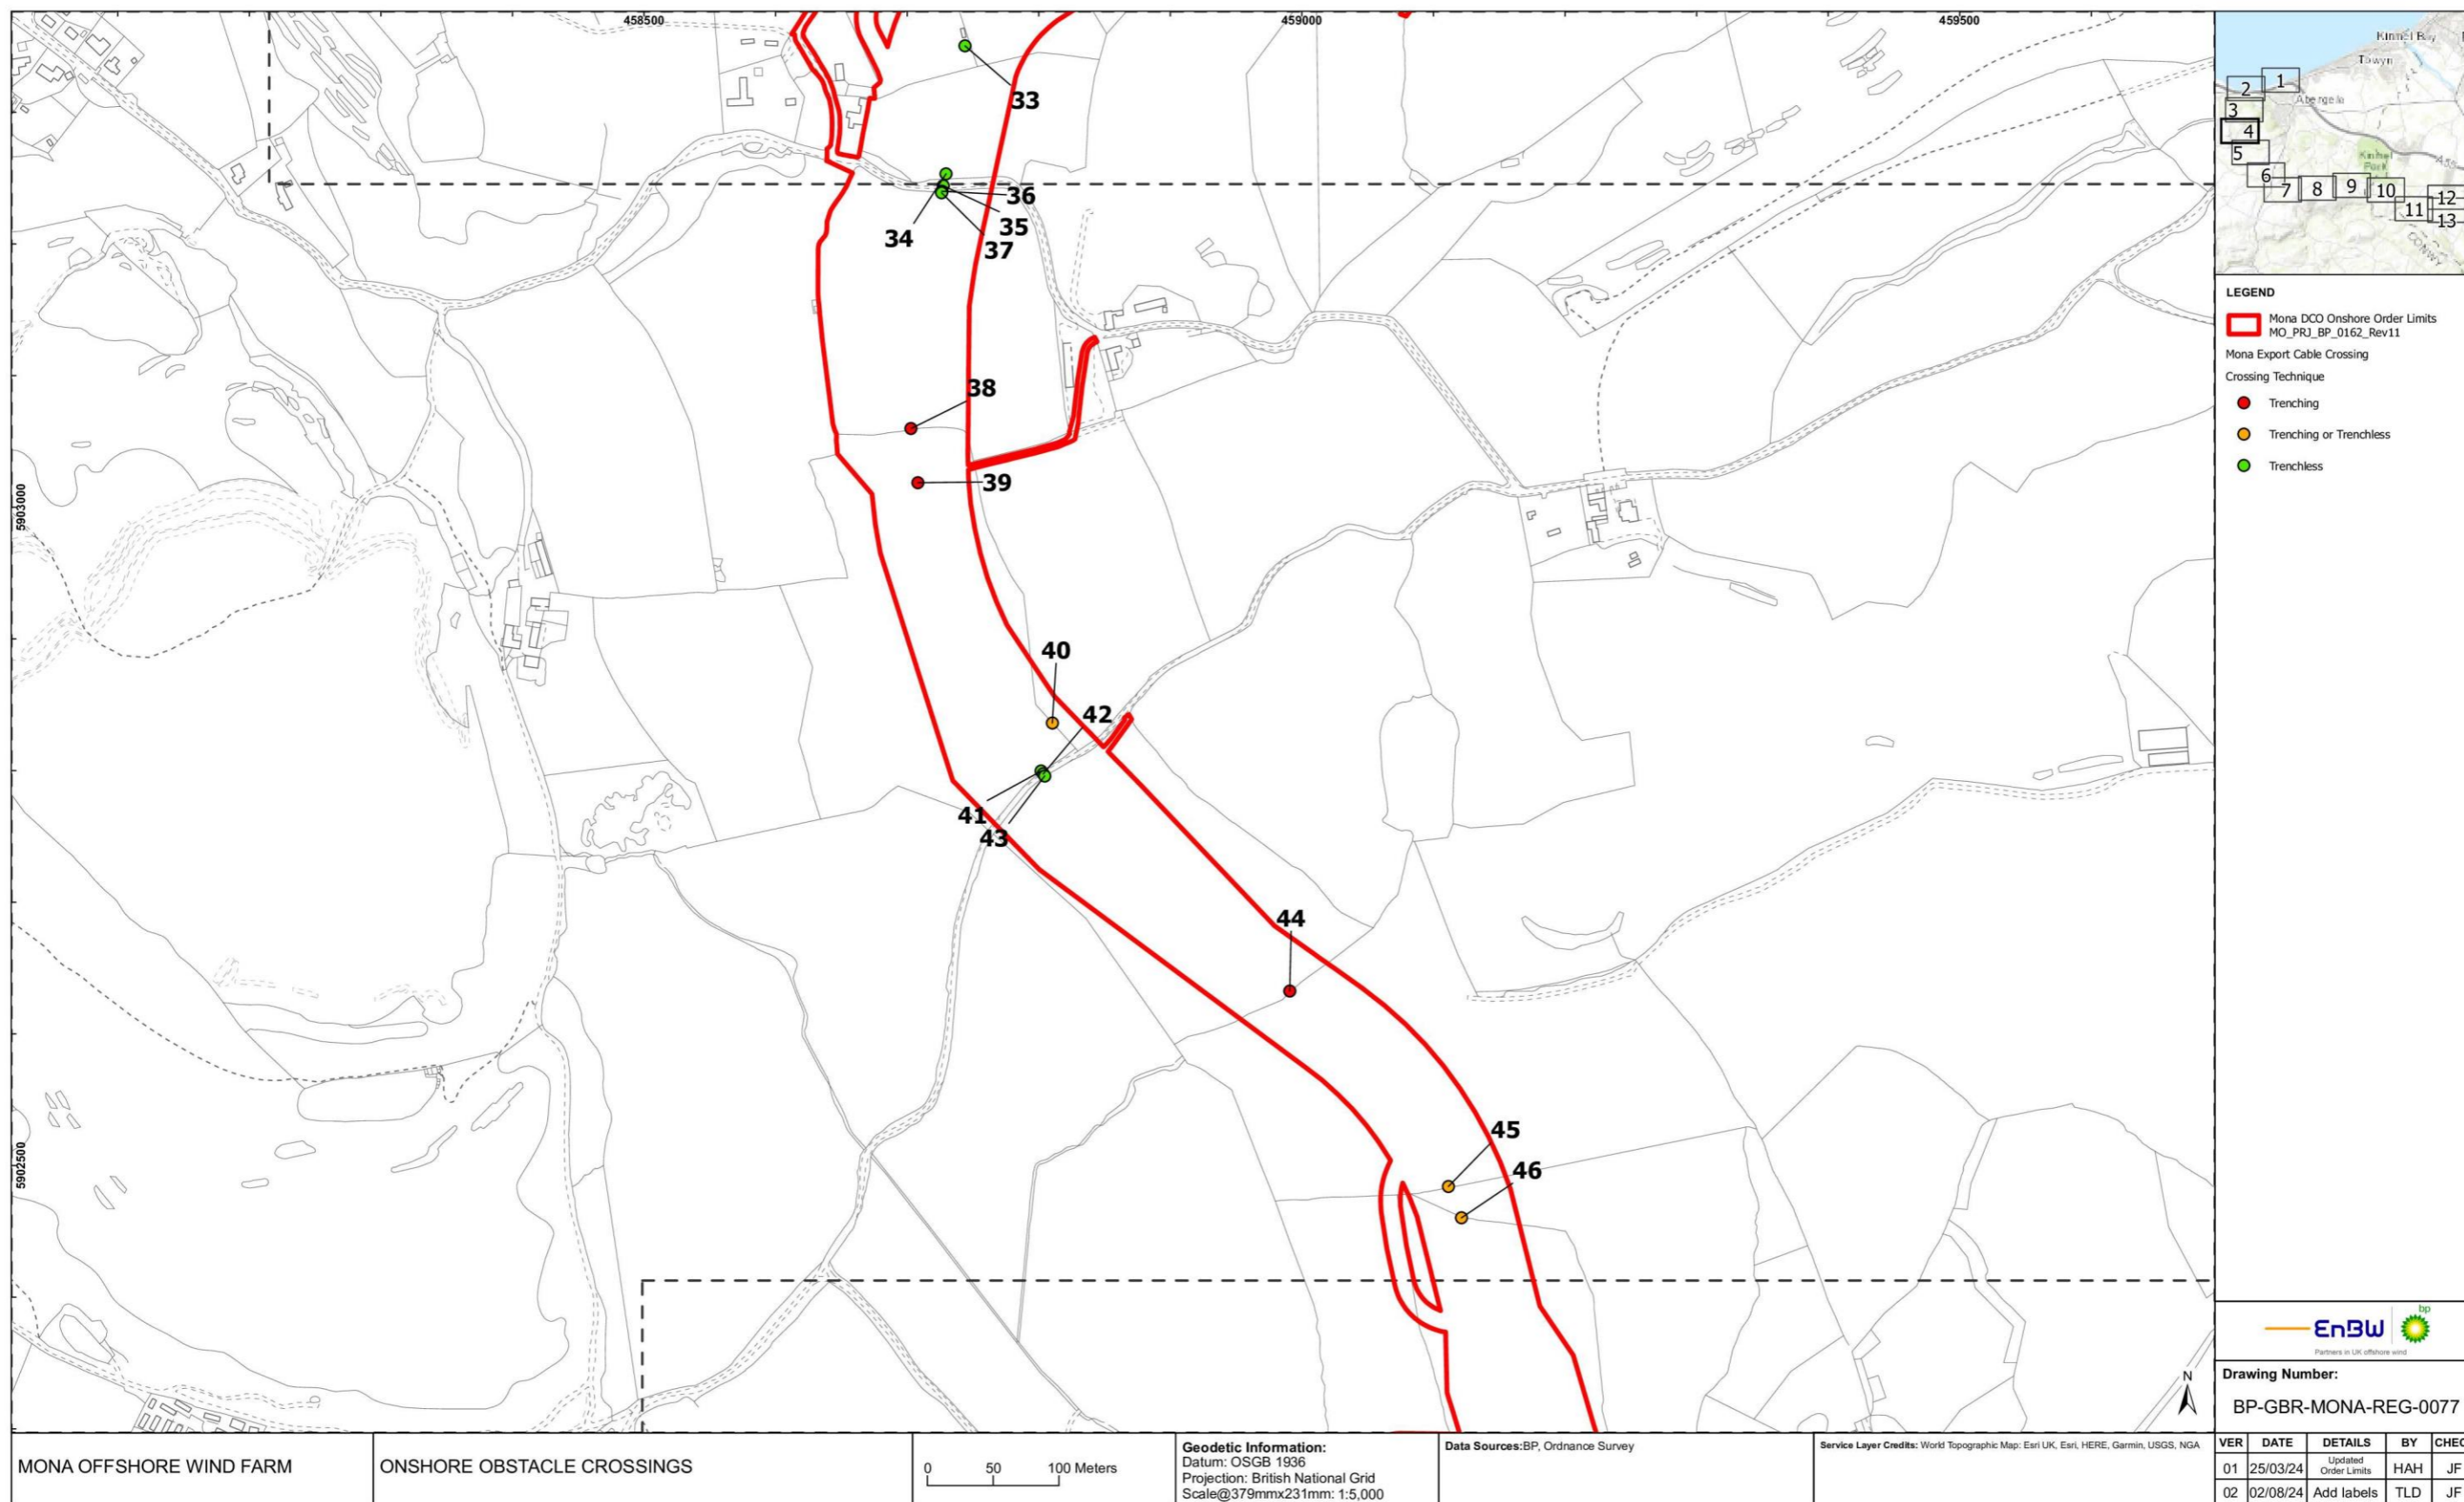 458500
459000
459500
5903000
5902500
33
36
35
34
37
38
39
40
42
41
43
44
45
46
Kinmel Bay
Towyn
Abergele
Kinmel
Park
CONWY
1
2
3
4
5
6
7
8
9
10
11
12
13
LEGEND
Mona DCO Onshore Order Limits
MO_PRJ_BP_0162_Rev11
Mona Export Cable Crossing
Crossing Technique
Trenching
Trenching or Trenchless
Trenchless
EnBW
bp
Partners in UK offshore wind
Drawing Number:
BP-GBR-MONA-REG-0077
N
MONA OFFSHORE WIND FARM
ONSHORE OBSTACLE CROSSINGS
0 50 100 Meters
Geodetic Information:
Datum: OSGB 1936
Projection: British National Grid
Scale@379mmx231mm: 1:5,000
Data Sources:BP, Ordnance Survey
Service Layer Credits: World Topographic Map: Esri UK, Esri, HERE, Garmin, USGS, NGA
VER DATE DETAILS BY CHEC
01 25/03/24 Updated Order Limits HAH JF
02 02/08/24 Add labels TLD JF